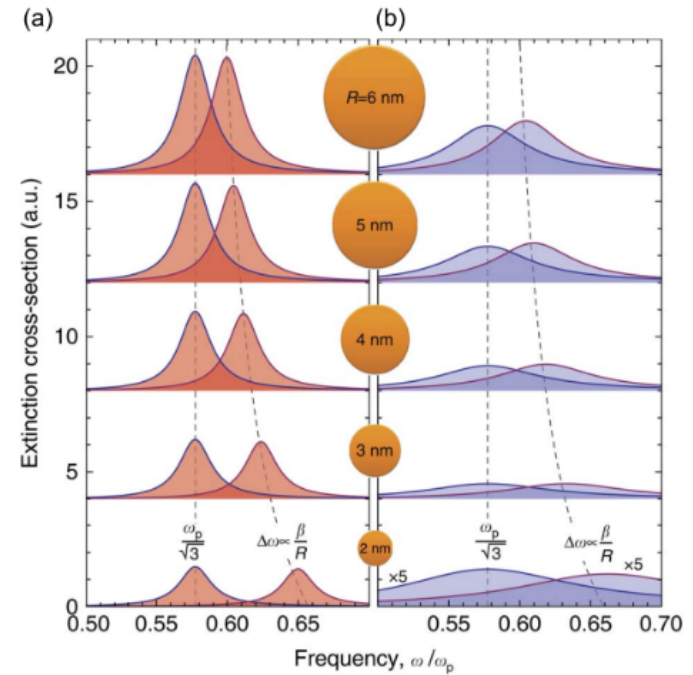 (a)
(b)
Extinction cross-section (a.u.)
20
15
10
5
0
R=6 nm
5 nm
4 nm
3 nm
2 nm
ωp/√3
Δω∝ β/R
ωp/√3
Δω∝ β/R
×5
×5
0.50 0.55 0.60 0.65
0.55 0.60 0.65 0.70
Frequency, ω/ωp